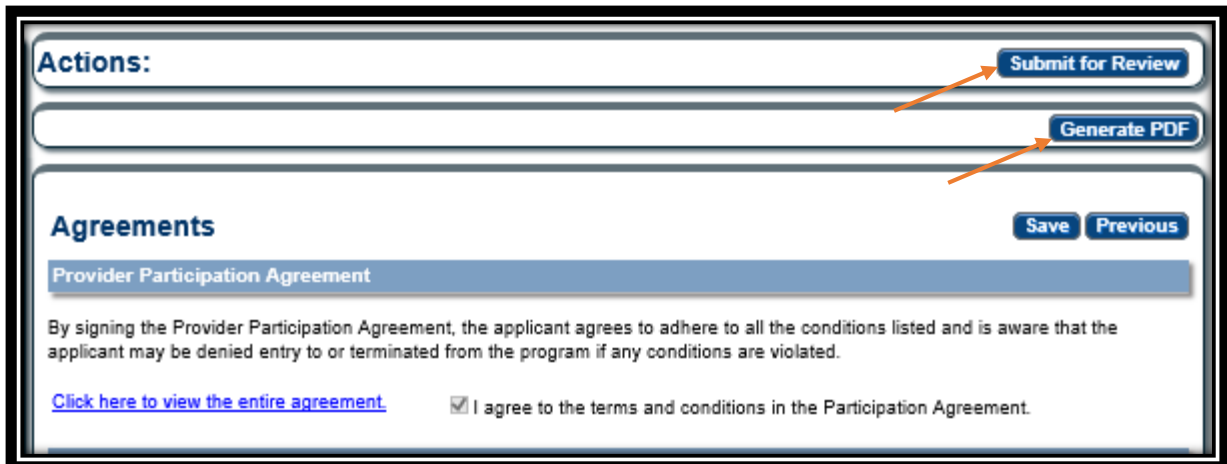 Actions:
Submit for Review
Generate PDF
Agreements
Save Previous
Provider Participation Agreement
By signing the Provider Participation Agreement, the applicant agrees to adhere to all the conditions listed and is aware that the
applicant may be denied entry to or terminated from the program if any conditions are violated.
Click here to view the entire agreement. I agree to the terms and conditions in the Participation Agreement.